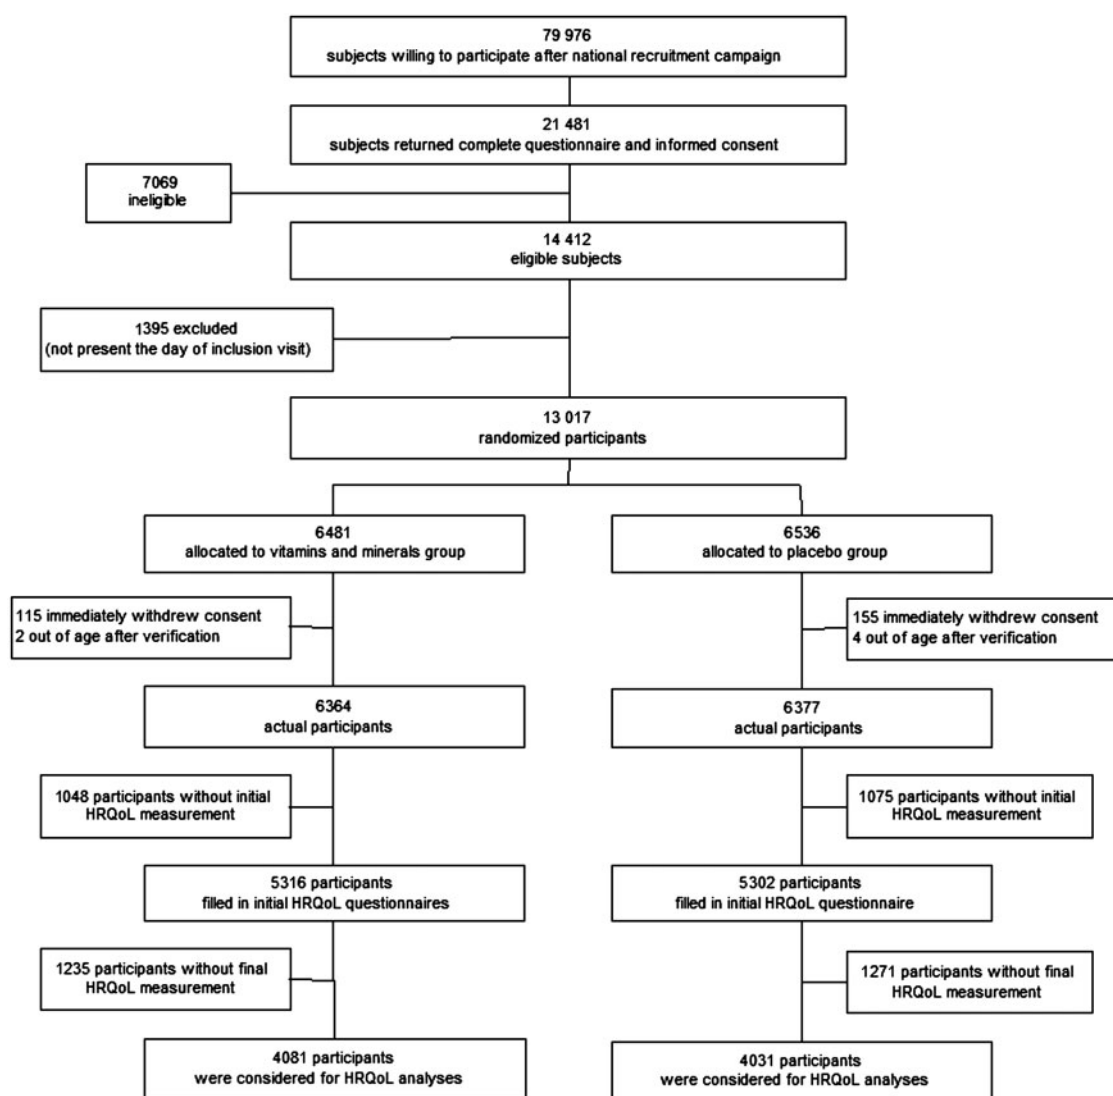 79 976
subjects willing to participate after national recruitment campaign
21 481
subjects returned complete questionnaire and informed consent
7069
ineligible
14 412
eligible subjects
1395 excluded
(not present the day of inclusion visit)
13 017
randomized participants
6481
allocated to vitamins and minerals group
6536
allocated to placebo group
115 immediately withdrew consent
2 out of age after verification
155 immediately withdrew consent
4 out of age after verification
6364
actual participants
6377
actual participants
1048 participants without initial
HRQoL measurement
1075 participants without initial
HRQoL measurement
5316 participants
filled in initial HRQoL questionnaires
5302 participants
filled in initial HRQoL questionnaire
1235 participants without final
HRQoL measurement
1271 participants without final
HRQoL measurement
4081 participants
were considered for HRQoL analyses
4031 participants
were considered for HRQoL analyses